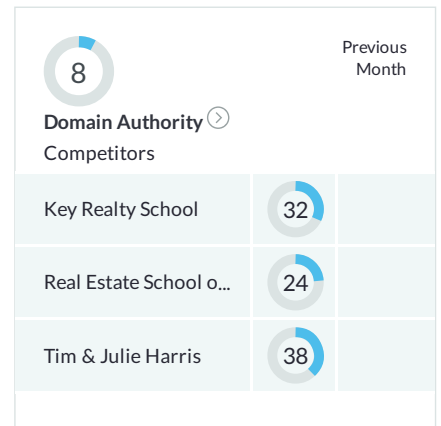 8
Previous
Month
Domain Authority
Competitors
Key Realty School 32
Real Estate School o... 24
Tim & Julie Harris 38